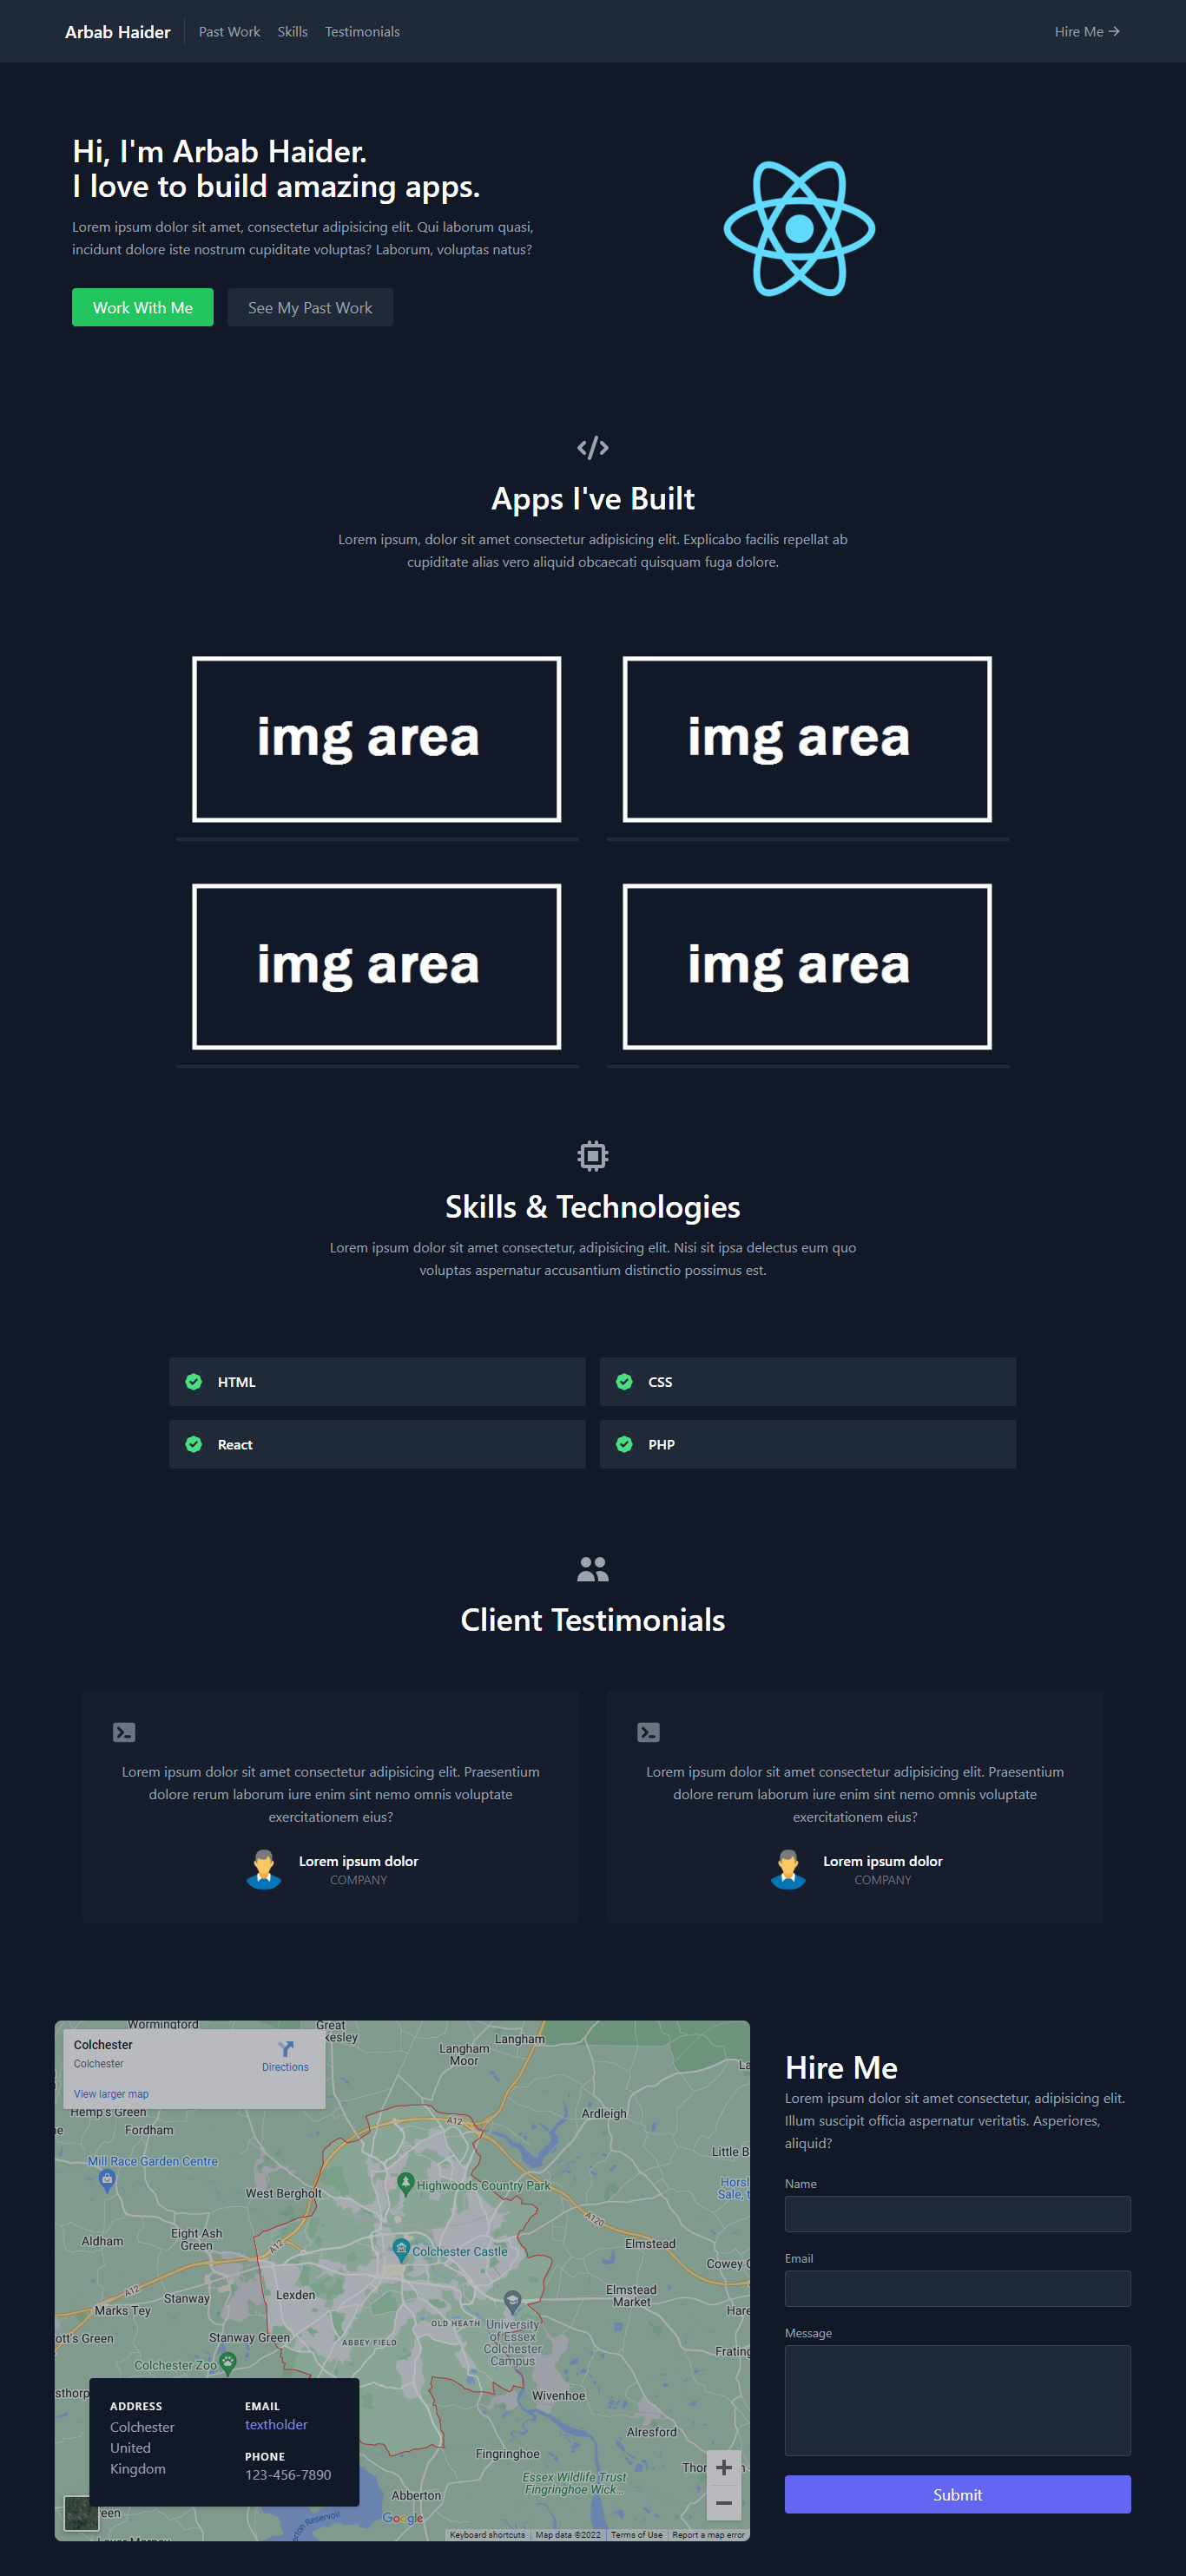 Arbab Haider
Past Work
Skills
Testimonials
Hire Me →
Hi, I'm Arbab Haider.
I love to build amazing apps.
Lorem ipsum dolor sit amet, consectetur adipisicing elit. Qui laborum quasi,
incidunt dolore iste nostrum cupiditate voluptas? Laborum, voluptas natus?
Work With Me
See My Past Work
Apps I've Built
Lorem ipsum, dolor sit amet consectetur adipisicing elit. Explicabo facilis repellat ab
cupiditate alias vero aliquid obcaecati quisquam fuga dolore.
img area
img area
img area
img area
Skills & Technologies
Lorem ipsum dolor sit amet consectetur, adipisicing elit. Nisi sit ipsa delectus eum quo
voluptas aspernatur accusantium distinctio possimus est.
HTML
CSS
React
PHP
Client Testimonials
Lorem ipsum dolor sit amet consectetur adipisicing elit. Praesentium
dolore rerum laborum iure enim sint nemo omnis voluptate
exercitationem eius?
Lorem ipsum dolor
COMPANY
Lorem ipsum dolor sit amet consectetur adipisicing elit. Praesentium
dolore rerum laborum iure enim sint nemo omnis voluptate
exercitationem eius?
Lorem ipsum dolor
COMPANY
Wormingford
Great
Colchester
Colchester
Directions
View larger map
Langham
Langham
Moor
Hemp's Green
Fordham
A12
Ardleigh
Little B
Mill Race Garden Centre
West Bergholt
Highwoods Country Park
Horsl
Sale, t
Aldham
Eight Ash
Green
A12
A120
Colchester Castle
Elmstead
Cowey
A12
Stanway
Lexden
Elmstead
Market
Marks Tey
OLD HEATH
University
of Essex
Colchester
Campus
Hare
ott's Green
Stanway Green
ABBEY FIELD
Frating
Colchester Zoo
Wivenhoe
Alresford
Fingringhoe
Essex Wildlife Trust
Fingringhoe Wick...
Abberton
een
Google
Keyboard shortcuts
Map data ©2022
Terms of Use
Report a map error
ADDRESS
Colchester
United
Kingdom
EMAIL
textholder
PHONE
123-456-7890
Hire Me
Lorem ipsum dolor sit amet consectetur, adipisicing elit.
Illum suscipit officia aspernatur veritatis. Asperiores,
aliquid?
Name
Email
Message
Submit